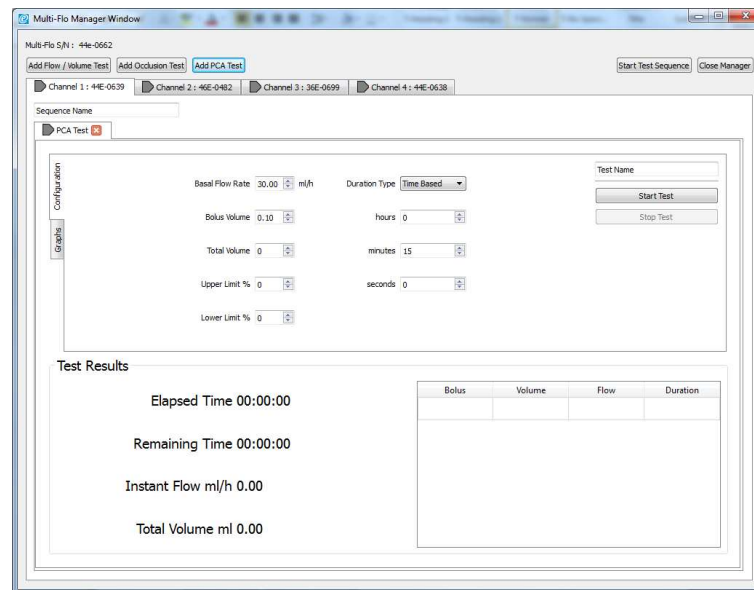 Multi-Flo Manager Window
Multi-Flo S/N : 44e-0662
Add Flow / Volume Test Add Occlusion Test Add PCA Test Start Test Sequence Close Manager
Channel 1 : 44E-0639 Channel 2 : 46E-0482 Channel 3 : 36E-0699 Channel 4 : 44E-0638
Sequence Name
PCA Test
Configuration
Graphs
Basal Flow Rate 30.00 ml/h Duration Type Time Based Test Name
Start Test
Bolus Volume 0.10 hours 0 Stop Test
Total Volume 0 minutes 15
Upper Limit % 0 seconds 0
Lower Limit % 0
Test Results
Bolus Volume Flow Duration
Elapsed Time 00:00:00
Remaining Time 00:00:00
Instant Flow ml/h 0.00
Total Volume ml 0.00